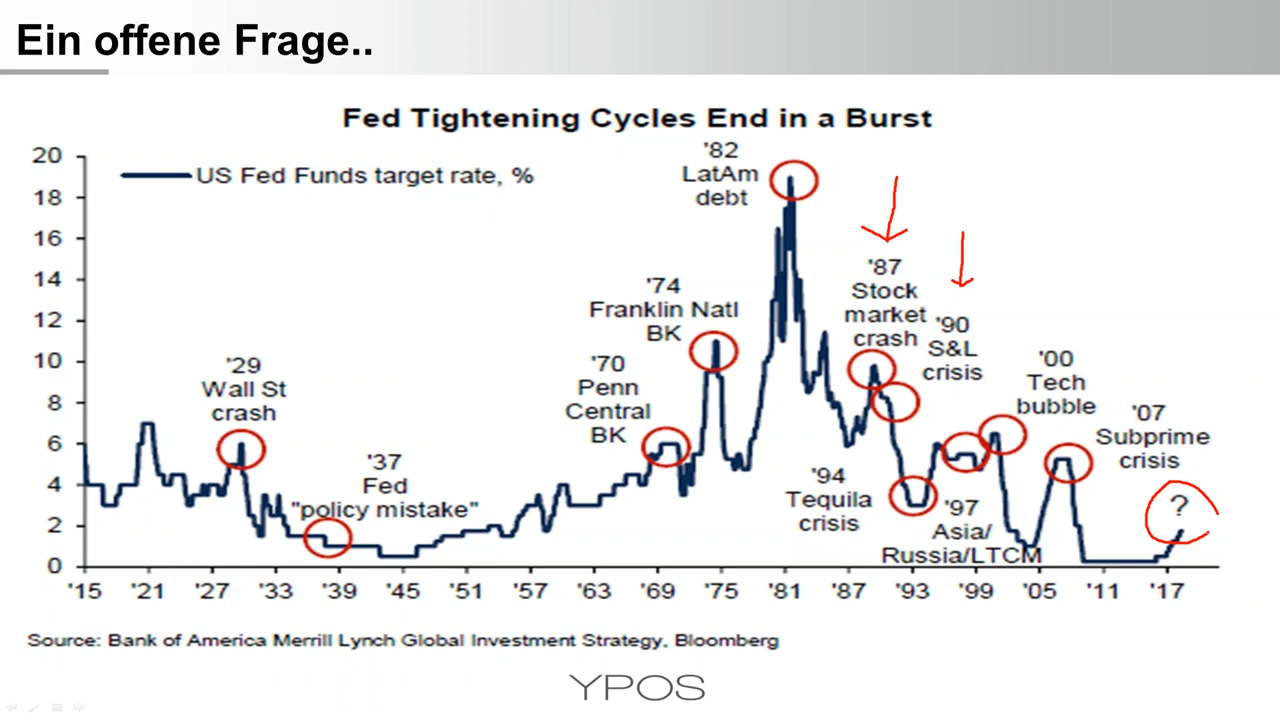 Ein offene Frage..
Fed Tightening Cycles End in a Burst
US Fed Funds target rate, %
20
18
16
14
12
10
8
6
4
2
0
'29
Wall St
crash
'37
Fed
"policy mistake"
'70
Penn
Central
BK
'74
Franklin Natl
BK
'82
LatAm
debt
'87
Stock
market
crash
'90
S&L
crisis
'94
Tequila
crisis
'97
Asia/
Russia/LTCM
'00
Tech
bubble
'07
Subprime
crisis
?
'15 '21 '27 '33 '39 '45 '51 '57 '63 '69 '75 '81 '87 '93 '99 '05 '11 '17
Source: Bank of America Merrill Lynch Global Investment Strategy, Bloomberg
YPOS